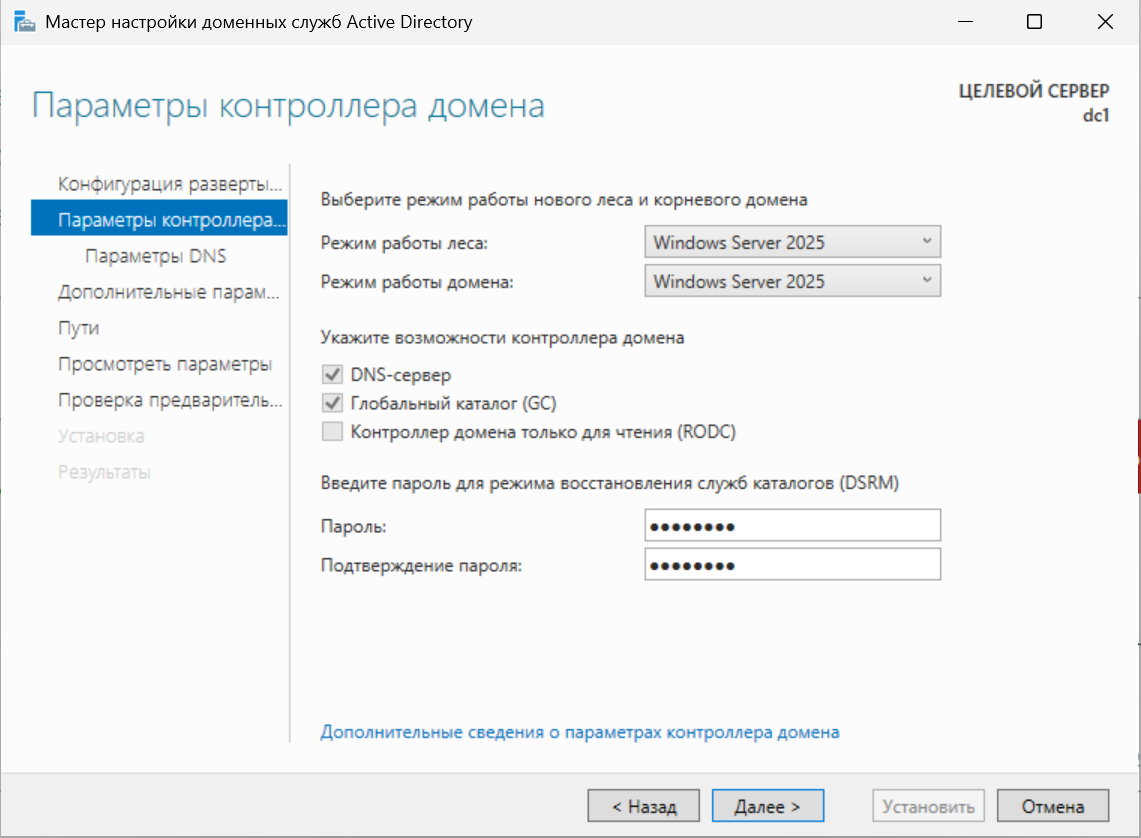 Мастер настройки доменных служб Active Directory
Параметры контроллера домена
ЦЕЛЕВОЙ СЕРВЕР
dc1
Конфигурация разверты...
Параметры контроллера...
Параметры DNS
Дополнительные парам...
Пути
Просмотреть параметры
Проверка предваритель...
Установка
Результаты
Выберите режим работы нового леса и корневого домена
Режим работы леса: Windows Server 2025
Режим работы домена: Windows Server 2025
Укажите возможности контроллера домена
DNS-сервер
Глобальный каталог (GC)
Контроллер домена только для чтения (RODC)
Введите пароль для режима восстановления служб каталогов (DSRM)
Пароль: ●●●●●●●●
Подтверждение пароля: ●●●●●●●●
Дополнительные сведения о параметрах контроллера домена
< Назад Далее > Установить Отмена